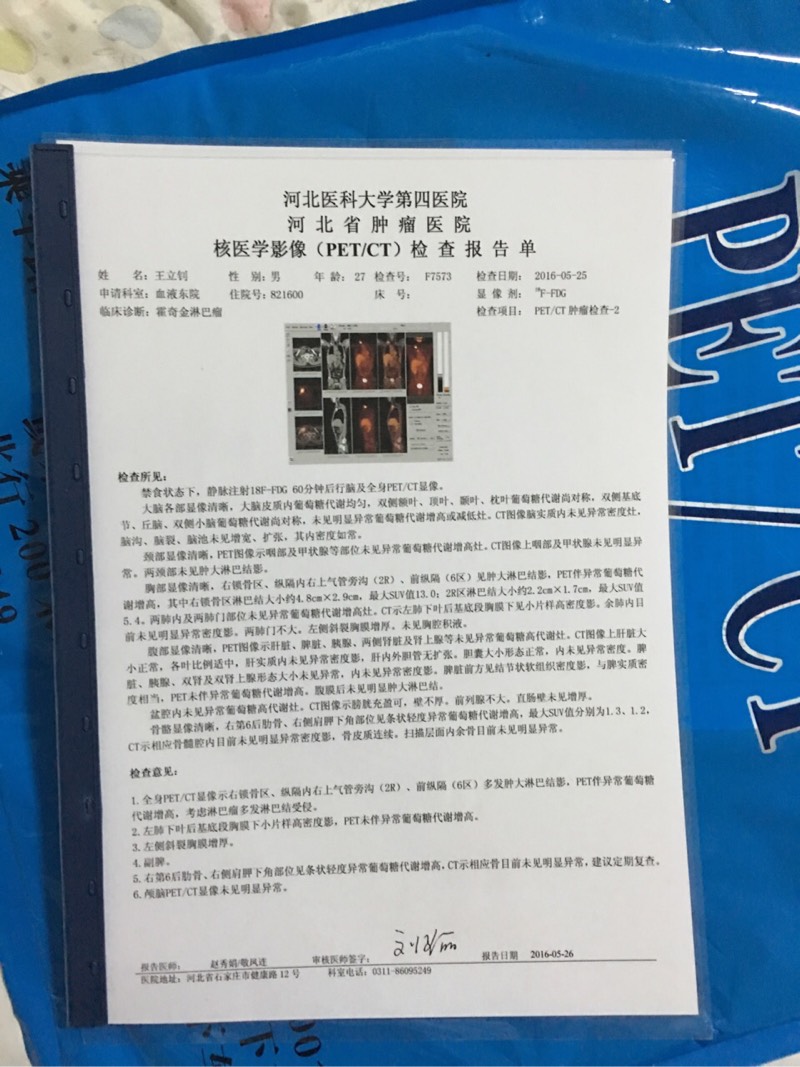 河北医科大学第四医院
河 北 省 肿 瘤 医 院
核医学影像（PET/CT）检 查 报 告 单
姓 名：王立钊 性 别：男 年 龄：27 检查号： F7573 检查日期： 2016-05-25
申请科室：血液东院 住院号：821600 床 号： 显 像 剂： ¹⁸F-FDG
临床诊断：霍奇金淋巴瘤 检查项目： PET/CT 肿瘤检查-2
检查所见：
禁食状态下，静脉注射18F-FDG 60分钟后行脑及全身PET/CT显像。
大脑各部显像清晰，大脑皮质内葡萄糖代谢均匀，双侧额叶、顶叶、颞叶、枕叶葡萄糖代谢尚对称，双侧基底
节、丘脑、双侧小脑葡萄糖代谢尚对称，未见明显异常葡萄糖代谢增高或减低灶。CT图像脑实质内未见异常密度灶，
脑沟、脑裂、脑池未见增宽、扩张，其内密度如常。
颈部显像清晰，PET图像示咽部及甲状腺等部位未见异常葡萄糖代谢增高灶。CT图像上咽部及甲状腺未见明显异
常。两颈部未见肿大淋巴结影。
胸部显像清晰，右锁骨区、纵隔内右上气管旁沟（2R）、前纵隔（6区）见肿大淋巴结影，PET伴异常葡萄糖代
谢增高，其中右锁骨区淋巴结大小约4.8cm×2.9cm，最大SUV值13.0；2R区淋巴结大小约2.2cm×1.7cm，最大SUV值
5.4。两肺内及两肺门部位未见异常葡萄糖代谢增高灶。CT示左肺下叶后基底段胸膜下见小片样高密度影。余肺内目
前未见明显异常密度影。两肺门不大。左侧斜裂胸膜增厚。未见胸腔积液。
腹部显像清晰，PET图像示肝脏、脾脏、胰腺、两侧肾脏及肾上腺等未见异常葡萄糖高代谢灶。CT图像上肝脏大
小正常，各叶比例适中，肝实质内未见异常密度影，肝内外胆管无扩张。胆囊大小形态正常，内未见异常密度。脾
脏、胰腺、双肾及双肾上腺形态大小未见异常，内未见异常密度影。脾脏前方见结节状软组织密度影，与脾实质密
度相当，PET未伴异常葡萄糖代谢增高。腹膜后未见明显肿大淋巴结。
盆腔内未见异常葡萄糖高代谢灶。CT图像示膀胱充盈可，壁不厚。前列腺不大。直肠壁未见增厚。
骨骼显像清晰，右第6后肋骨、右侧肩胛下角部位见条状轻度异常葡萄糖代谢增高，最大SUV值分别为1.3、1.2，
CT示相应骨髓腔内目前未见明显异常密度影，骨皮质连续。扫描层面内余骨目前未见明显异常。
检查意见：
1. 全身PET/CT显像示右锁骨区、纵隔内右上气管旁沟（2R）、前纵隔（6区）多发肿大淋巴结影，PET伴异常葡萄糖
代谢增高，考虑淋巴瘤多发淋巴结受侵。
2. 左肺下叶后基底段胸膜下小片样高密度影，PET未伴异常葡萄糖代谢增高。
3. 左侧斜裂胸膜增厚。
4. 副脾。
5. 右第6后肋骨、右侧肩胛下角部位见条状轻度异常葡萄糖代谢增高，CT示相应骨目前未见明显异常，建议定期复查。
6. 颅脑PET/CT显像未见明显异常。
报告医师： 赵秀娟/敬凤连 审核医师签字： 报告日期 2016-05-26
医院地址：河北省石家庄市健康路 12 号 科室电话：0311-86095249
PET/CT